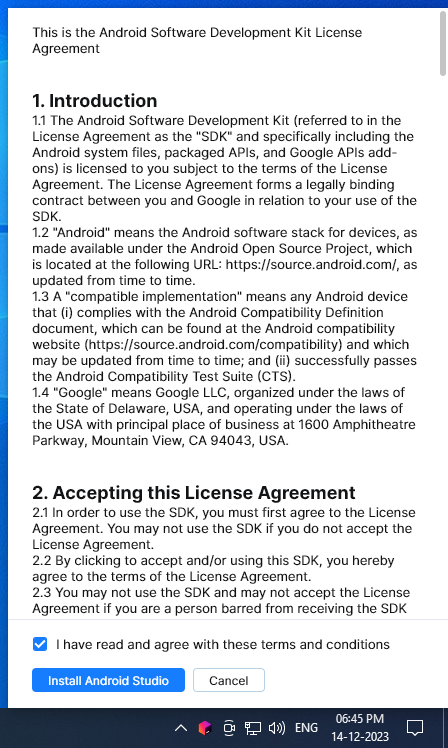 This is the Android Software Development Kit License
Agreement
1. Introduction
1.1 The Android Software Development Kit (referred to in the
License Agreement as the "SDK" and specifically including the
Android system files, packaged APIs, and Google APIs add-
ons) is licensed to you subject to the terms of the License
Agreement. The License Agreement forms a legally binding
contract between you and Google in relation to your use of the
SDK.
1.2 "Android" means the Android software stack for devices, as
made available under the Android Open Source Project, which
is located at the following URL: https://source.android.com/, as
updated from time to time.
1.3 A "compatible implementation" means any Android device
that (i) complies with the Android Compatibility Definition
document, which can be found at the Android compatibility
website (https://source.android.com/compatibility) and which
may be updated from time to time; and (ii) successfully passes
the Android Compatibility Test Suite (CTS).
1.4 "Google" means Google LLC, organized under the laws of
the State of Delaware, USA, and operating under the laws of
the USA with principal place of business at 1600 Amphitheatre
Parkway, Mountain View, CA 94043, USA.
2. Accepting this License Agreement
2.1 In order to use the SDK, you must first agree to the License
Agreement. You may not use the SDK if you do not accept the
License Agreement.
2.2 By clicking to accept and/or using this SDK, you hereby
agree to the terms of the License Agreement.
2.3 You may not use the SDK and may not accept the License
Agreement if you are a person barred from receiving the SDK
I have read and agree with these terms and conditions
Install Android Studio Cancel
ENG
06:45 PM
14-12-2023